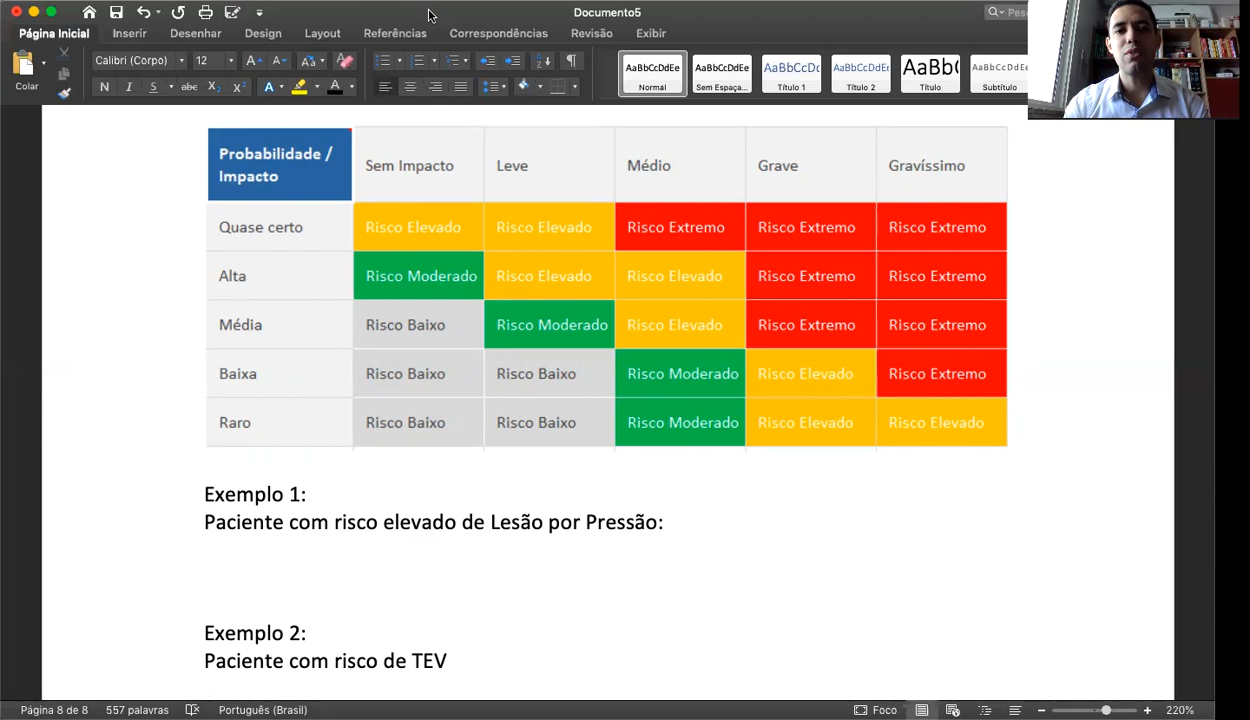 Documento5
Página Inicial Inserir Desenhar Design Layout Referências Correspondências Revisão Exibir
Calibri (Corpo) 12
AaBbCcDdEe AaBbCcDdEe AaBbCcDc AaBbCcDdEe AaBb( AaBbCcDdEe
Colar N I S abc X₂ X² A A Normal Sem Espaça... Título 1 Título 2 Título Subtítulo
Probabilidade / Impacto Sem Impacto Leve Médio Grave Gravíssimo
Quase certo Risco Elevado Risco Elevado Risco Extremo Risco Extremo Risco Extremo
Alta Risco Moderado Risco Elevado Risco Elevado Risco Extremo Risco Extremo
Média Risco Baixo Risco Moderado Risco Elevado Risco Extremo Risco Extremo
Baixa Risco Baixo Risco Baixo Risco Moderado Risco Elevado Risco Extremo
Raro Risco Baixo Risco Baixo Risco Moderado Risco Elevado Risco Elevado
Exemplo 1:
Paciente com risco elevado de Lesão por Pressão:
Exemplo 2:
Paciente com risco de TEV
Página 8 de 8 557 palavras Português (Brasil) Foco 220%